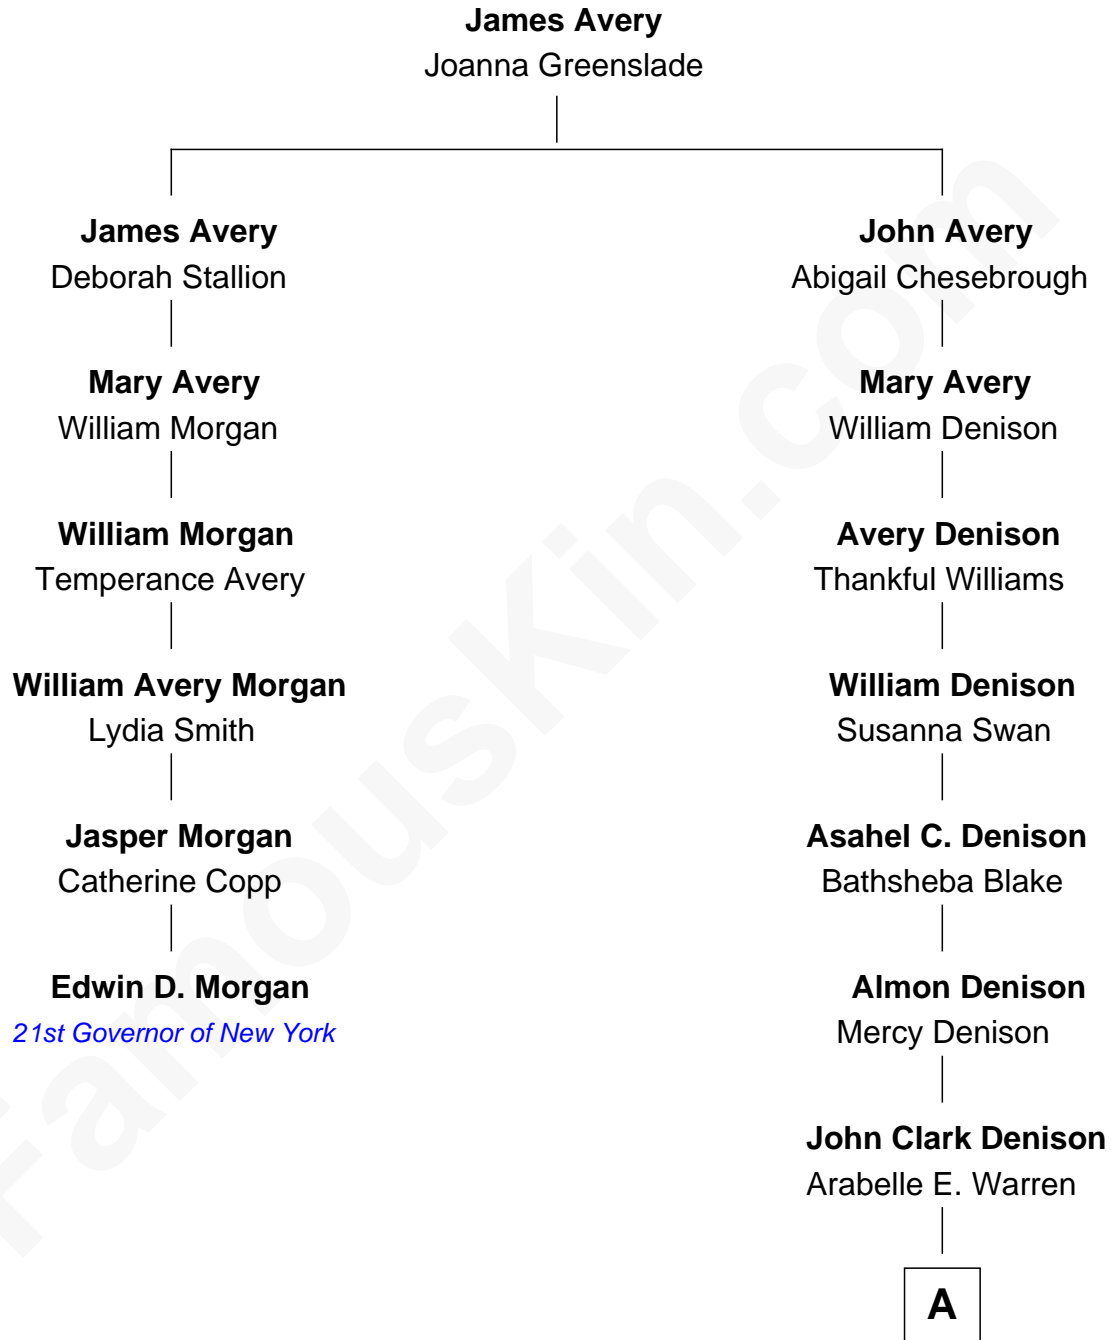 James Avery
Joanna Greenslade
James Avery
Deborah Stallion
John Avery
Abigail Chesebrough
Mary Avery
William Morgan
Mary Avery
William Denison
William Morgan
Temperance Avery
Avery Denison
Thankful Williams
William Avery Morgan
Lydia Smith
William Denison
Susanna Swan
Jasper Morgan
Catherine Copp
Asahel C. Denison
Bathsheba Blake
Edwin D. Morgan
21st Governor of New York
Almon Denison
Mercy Denison
John Clark Denison
Arabelle E. Warren
A
FamousKin.com